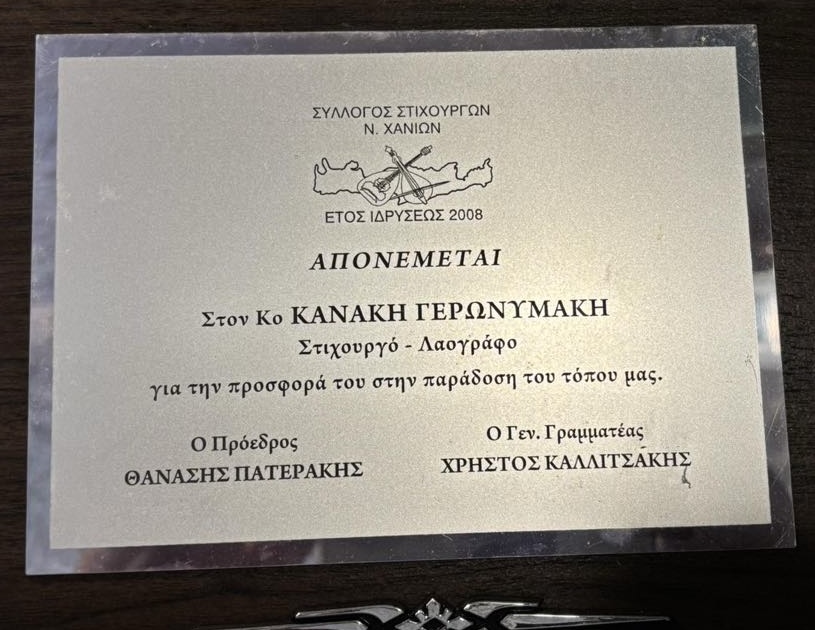 ΣΥΛΛΟΓΟΣ ΣΤΙΧΟΥΡΓΩΝ
Ν. ΧΑΝΙΩΝ
ΕΤΟΣ ΙΔΡΥΣΕΩΣ 2008
ΑΠΟΝΕΜΕΤΑΙ
Στον Κο ΚΑΝΑΚΗ ΓΕΡΩΝΥΜΑΚΗ
Στιχουργό - Λαογράφο
για την προσφορά του στην παράδοση του τόπου μας.
Ο Πρόεδρος
ΘΑΝΑΣΗΣ ΠΑΤΕΡΑΚΗΣ
Ο Γεν. Γραμματέας
ΧΡΗΣΤΟΣ ΚΑΛΛΙΤΣΑΚΗΣ